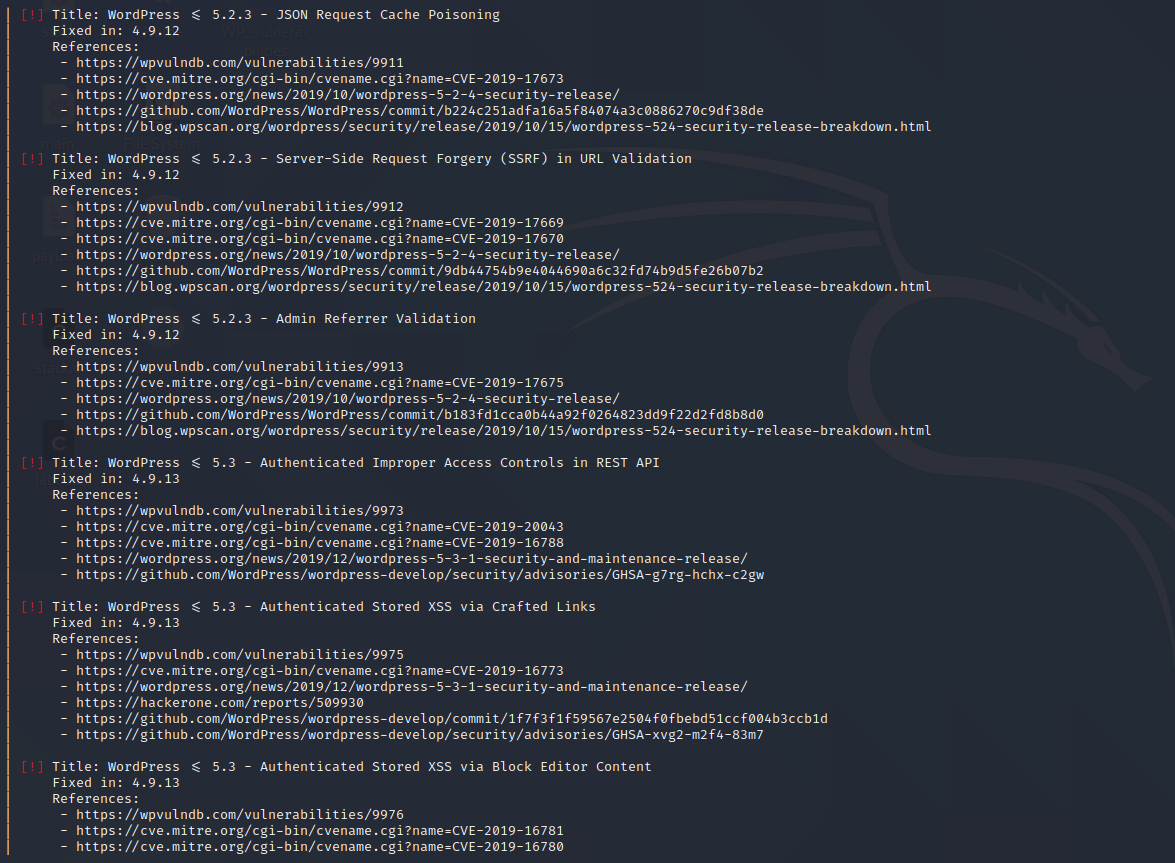 [!] Title: WordPress ≤ 5.2.3 - JSON Request Cache Poisoning
Fixed in: 4.9.12
References:
- https://wpvulndb.com/vulnerabilities/9911
- https://cve.mitre.org/cgi-bin/cvename.cgi?name=CVE-2019-17673
- https://wordpress.org/news/2019/10/wordpress-5-2-4-security-release/
- https://github.com/WordPress/WordPress/commit/b224c251adfa16a5f84074a3c0886270c9df38de
- https://blog.wpscan.org/wordpress/security/release/2019/10/15/wordpress-524-security-release-breakdown.html
[!] Title: WordPress ≤ 5.2.3 - Server-Side Request Forgery (SSRF) in URL Validation
Fixed in: 4.9.12
References:
- https://wpvulndb.com/vulnerabilities/9912
- https://cve.mitre.org/cgi-bin/cvename.cgi?name=CVE-2019-17669
- https://cve.mitre.org/cgi-bin/cvename.cgi?name=CVE-2019-17670
- https://wordpress.org/news/2019/10/wordpress-5-2-4-security-release/
- https://github.com/WordPress/WordPress/commit/9db44754b9e4044690a6c32fd74b9d5fe26b07b2
- https://blog.wpscan.org/wordpress/security/release/2019/10/15/wordpress-524-security-release-breakdown.html
[!] Title: WordPress ≤ 5.2.3 - Admin Referrer Validation
Fixed in: 4.9.12
References:
- https://wpvulndb.com/vulnerabilities/9913
- https://cve.mitre.org/cgi-bin/cvename.cgi?name=CVE-2019-17675
- https://wordpress.org/news/2019/10/wordpress-5-2-4-security-release/
- https://github.com/WordPress/WordPress/commit/b183fd1cca0b44a92f0264823dd9f22d2fd8b8d0
- https://blog.wpscan.org/wordpress/security/release/2019/10/15/wordpress-524-security-release-breakdown.html
[!] Title: WordPress ≤ 5.3 - Authenticated Improper Access Controls in REST API
Fixed in: 4.9.13
References:
- https://wpvulndb.com/vulnerabilities/9973
- https://cve.mitre.org/cgi-bin/cvename.cgi?name=CVE-2019-20043
- https://cve.mitre.org/cgi-bin/cvename.cgi?name=CVE-2019-16788
- https://wordpress.org/news/2019/12/wordpress-5-3-1-security-and-maintenance-release/
- https://github.com/WordPress/wordpress-develop/security/advisories/GHSA-g7rg-hchx-c2gw
[!] Title: WordPress ≤ 5.3 - Authenticated Stored XSS via Crafted Links
Fixed in: 4.9.13
References:
- https://wpvulndb.com/vulnerabilities/9975
- https://cve.mitre.org/cgi-bin/cvename.cgi?name=CVE-2019-16773
- https://wordpress.org/news/2019/12/wordpress-5-3-1-security-and-maintenance-release/
- https://hackerone.com/reports/509930
- https://github.com/WordPress/wordpress-develop/commit/1f7f3f1f59567e2504f0fbebd51ccf004b3ccb1d
- https://github.com/WordPress/wordpress-develop/security/advisories/GHSA-xvg2-m2f4-83m7
[!] Title: WordPress ≤ 5.3 - Authenticated Stored XSS via Block Editor Content
Fixed in: 4.9.13
References:
- https://wpvulndb.com/vulnerabilities/9976
- https://cve.mitre.org/cgi-bin/cvename.cgi?name=CVE-2019-16781
- https://cve.mitre.org/cgi-bin/cvename.cgi?name=CVE-2019-16780